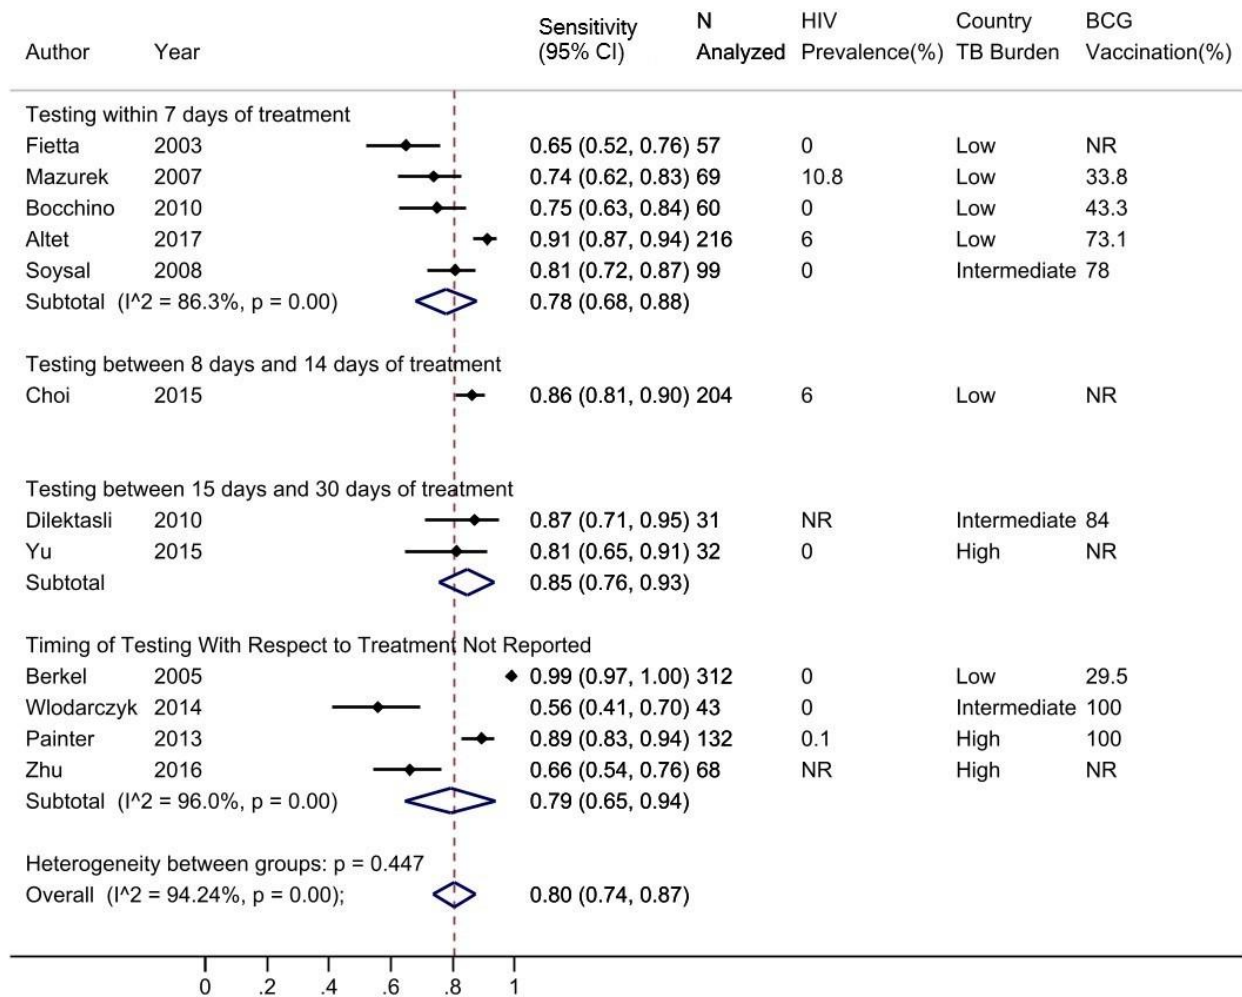 Author Year Sensitivity (95% CI) N Analyzed HIV Prevalence(%) Country TB Burden BCG Vaccination(%)
Testing within 7 days of treatment
Fietta 2003 0.65 (0.52, 0.76) 57 0 Low NR
Mazurek 2007 0.74 (0.62, 0.83) 69 10.8 Low 33.8
Bocchino 2010 0.75 (0.63, 0.84) 60 0 Low 43.3
Altet 2017 0.91 (0.87, 0.94) 216 6 Low 73.1
Soysal 2008 0.81 (0.72, 0.87) 99 0 Intermediate 78
Subtotal (I^2 = 86.3%, p = 0.00) 0.78 (0.68, 0.88)
Testing between 8 days and 14 days of treatment
Choi 2015 0.86 (0.81, 0.90) 204 6 Low NR
Testing between 15 days and 30 days of treatment
Dilektasli 2010 0.87 (0.71, 0.95) 31 NR Intermediate 84
Yu 2015 0.81 (0.65, 0.91) 32 0 High NR
Subtotal 0.85 (0.76, 0.93)
Timing of Testing With Respect to Treatment Not Reported
Berkel 2005 0.99 (0.97, 1.00) 312 0 Low 29.5
Wlodarczyk 2014 0.56 (0.41, 0.70) 43 0 Intermediate 100
Painter 2013 0.89 (0.83, 0.94) 132 0.1 High 100
Zhu 2016 0.66 (0.54, 0.76) 68 NR High NR
Subtotal (I^2 = 96.0%, p = 0.00) 0.79 (0.65, 0.94)
Heterogeneity between groups: p = 0.447
Overall (I^2 = 94.24%, p = 0.00); 0.80 (0.74, 0.87)
0 .2 .4 .6 .8 1